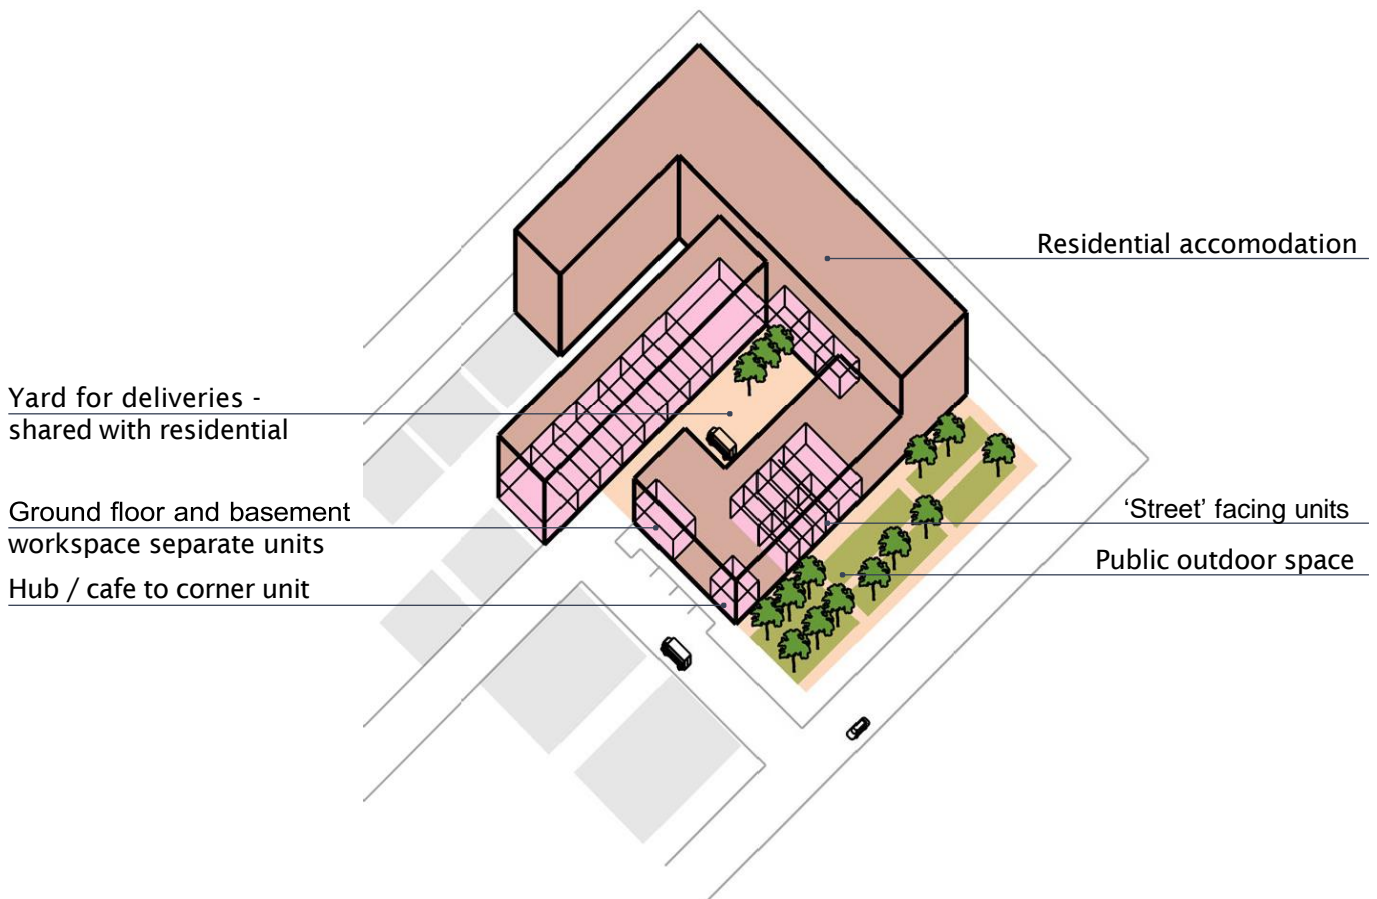 Residential accomodation
Yard for deliveries -
shared with residential
Ground floor and basement
workspace separate units
Hub / cafe to corner unit
‘Street’ facing units
Public outdoor space